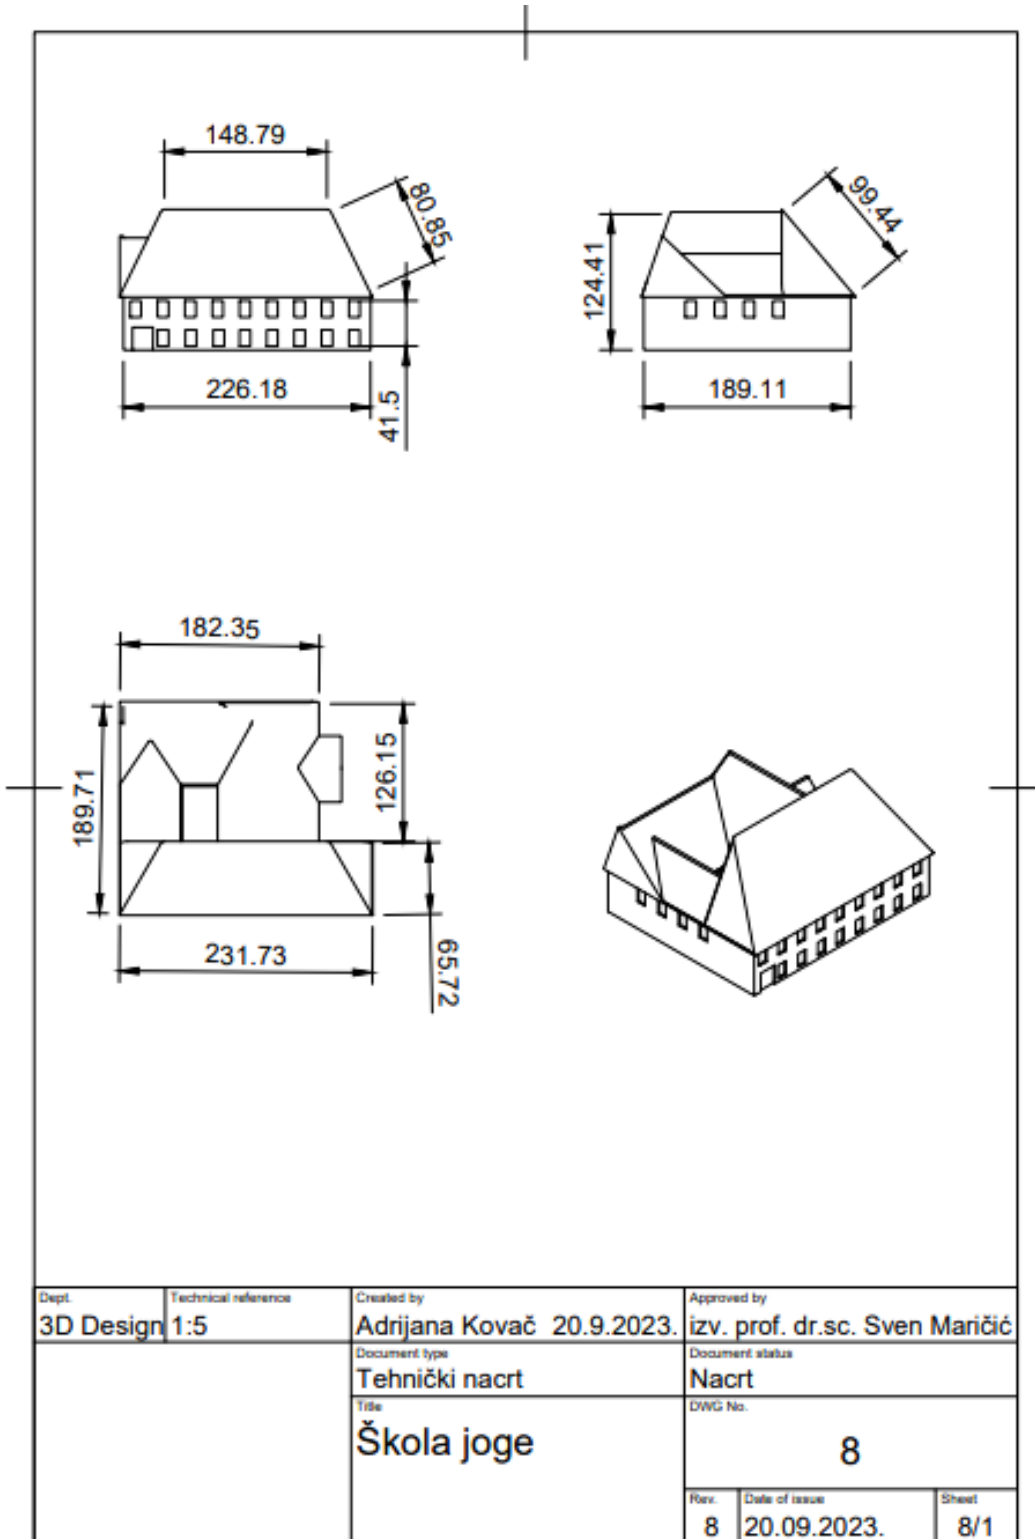 148.79
80.85
99.44
124.41
226.18
41.5
189.11
182.35
189.71
126.15
231.73
65.72
Dept.
3D Design
Technical reference
1:5
Created by
Adrijana Kovač 20.9.2023.
Approved by
izv. prof. dr.sc. Sven Maričić
Document type
Tehnički nacrt
Document status
Nacrt
Title
Škola joge
DWG No.
8
Rev.
8
Date of issue
20.09.2023.
Sheet
8/1